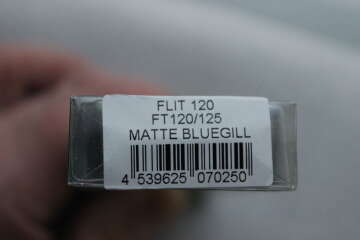 FLIT 120
FT120/125
MATTE BLUEGILL
4 539625 070250